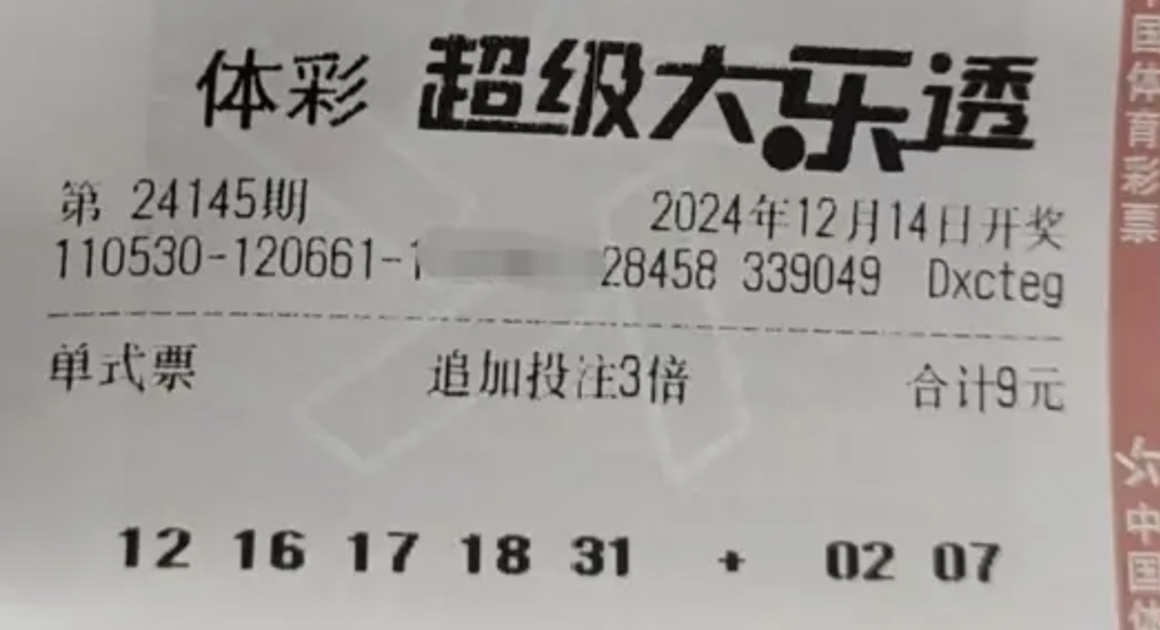 体彩 超级大乐透
第 24145期 2024年12月14日开奖
110530-120661-1 28458 339049 Dxcteg
单式票 追加投注3倍 合计9元
12 16 17 18 31 + 02 07
中国体育彩票
中国体